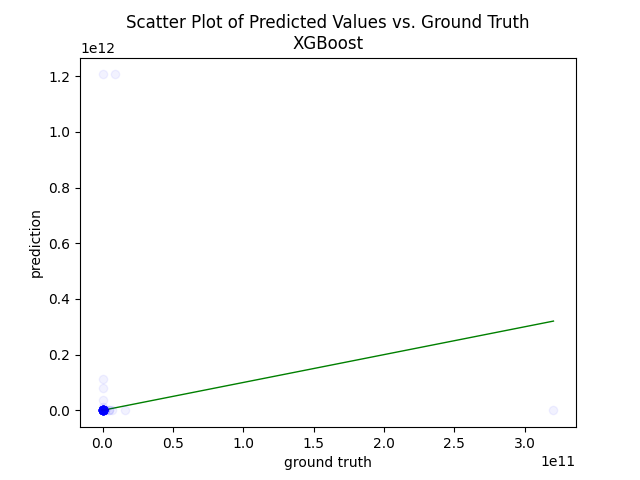 Scatter Plot of Predicted Values vs. Ground Truth
XGBoost
1e12
1.2
1.0
0.8
0.6
0.4
0.2
0.0
prediction
0.0 0.5 1.0 1.5 2.0 2.5 3.0
ground truth
1e11